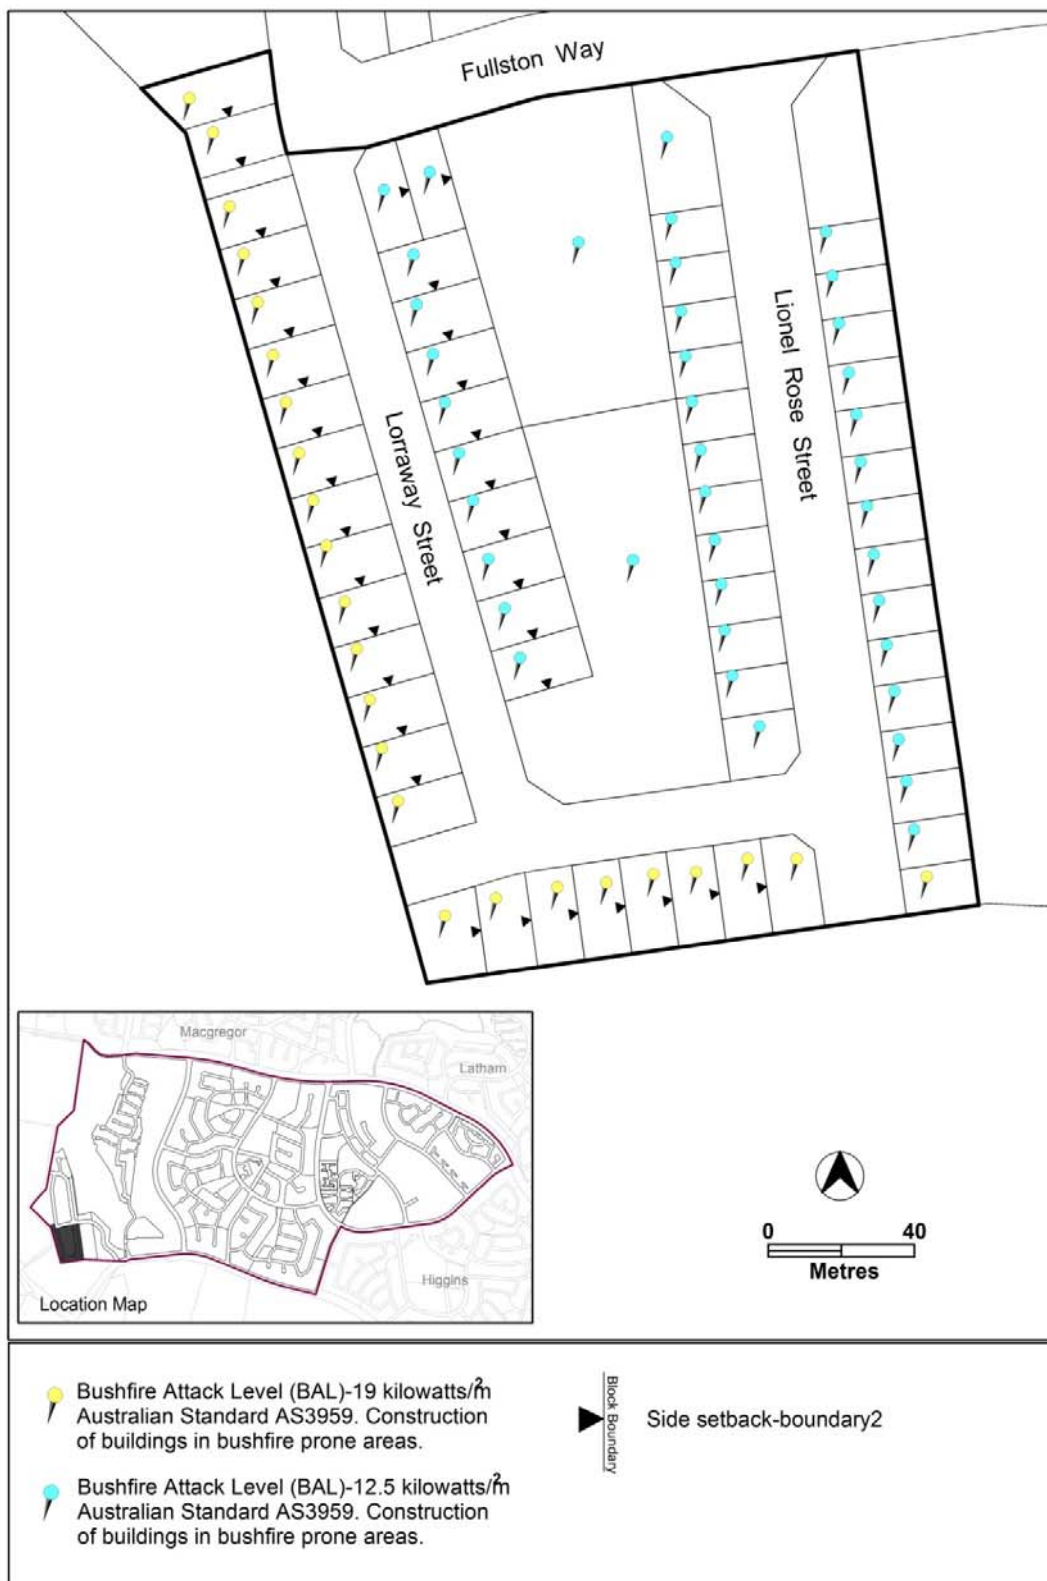 Fullston Way
Lorraway Street
Lionel Rose Street
Macgregor
Latham
Higgins
Location Map
0 40
Metres
Bushfire Attack Level (BAL)-19 kilowatts/m²
Australian Standard AS3959. Construction
of buildings in bushfire prone areas.
Bushfire Attack Level (BAL)-12.5 kilowatts/m²
Australian Standard AS3959. Construction
of buildings in bushfire prone areas.
Block Boundary
Side setback-boundary2